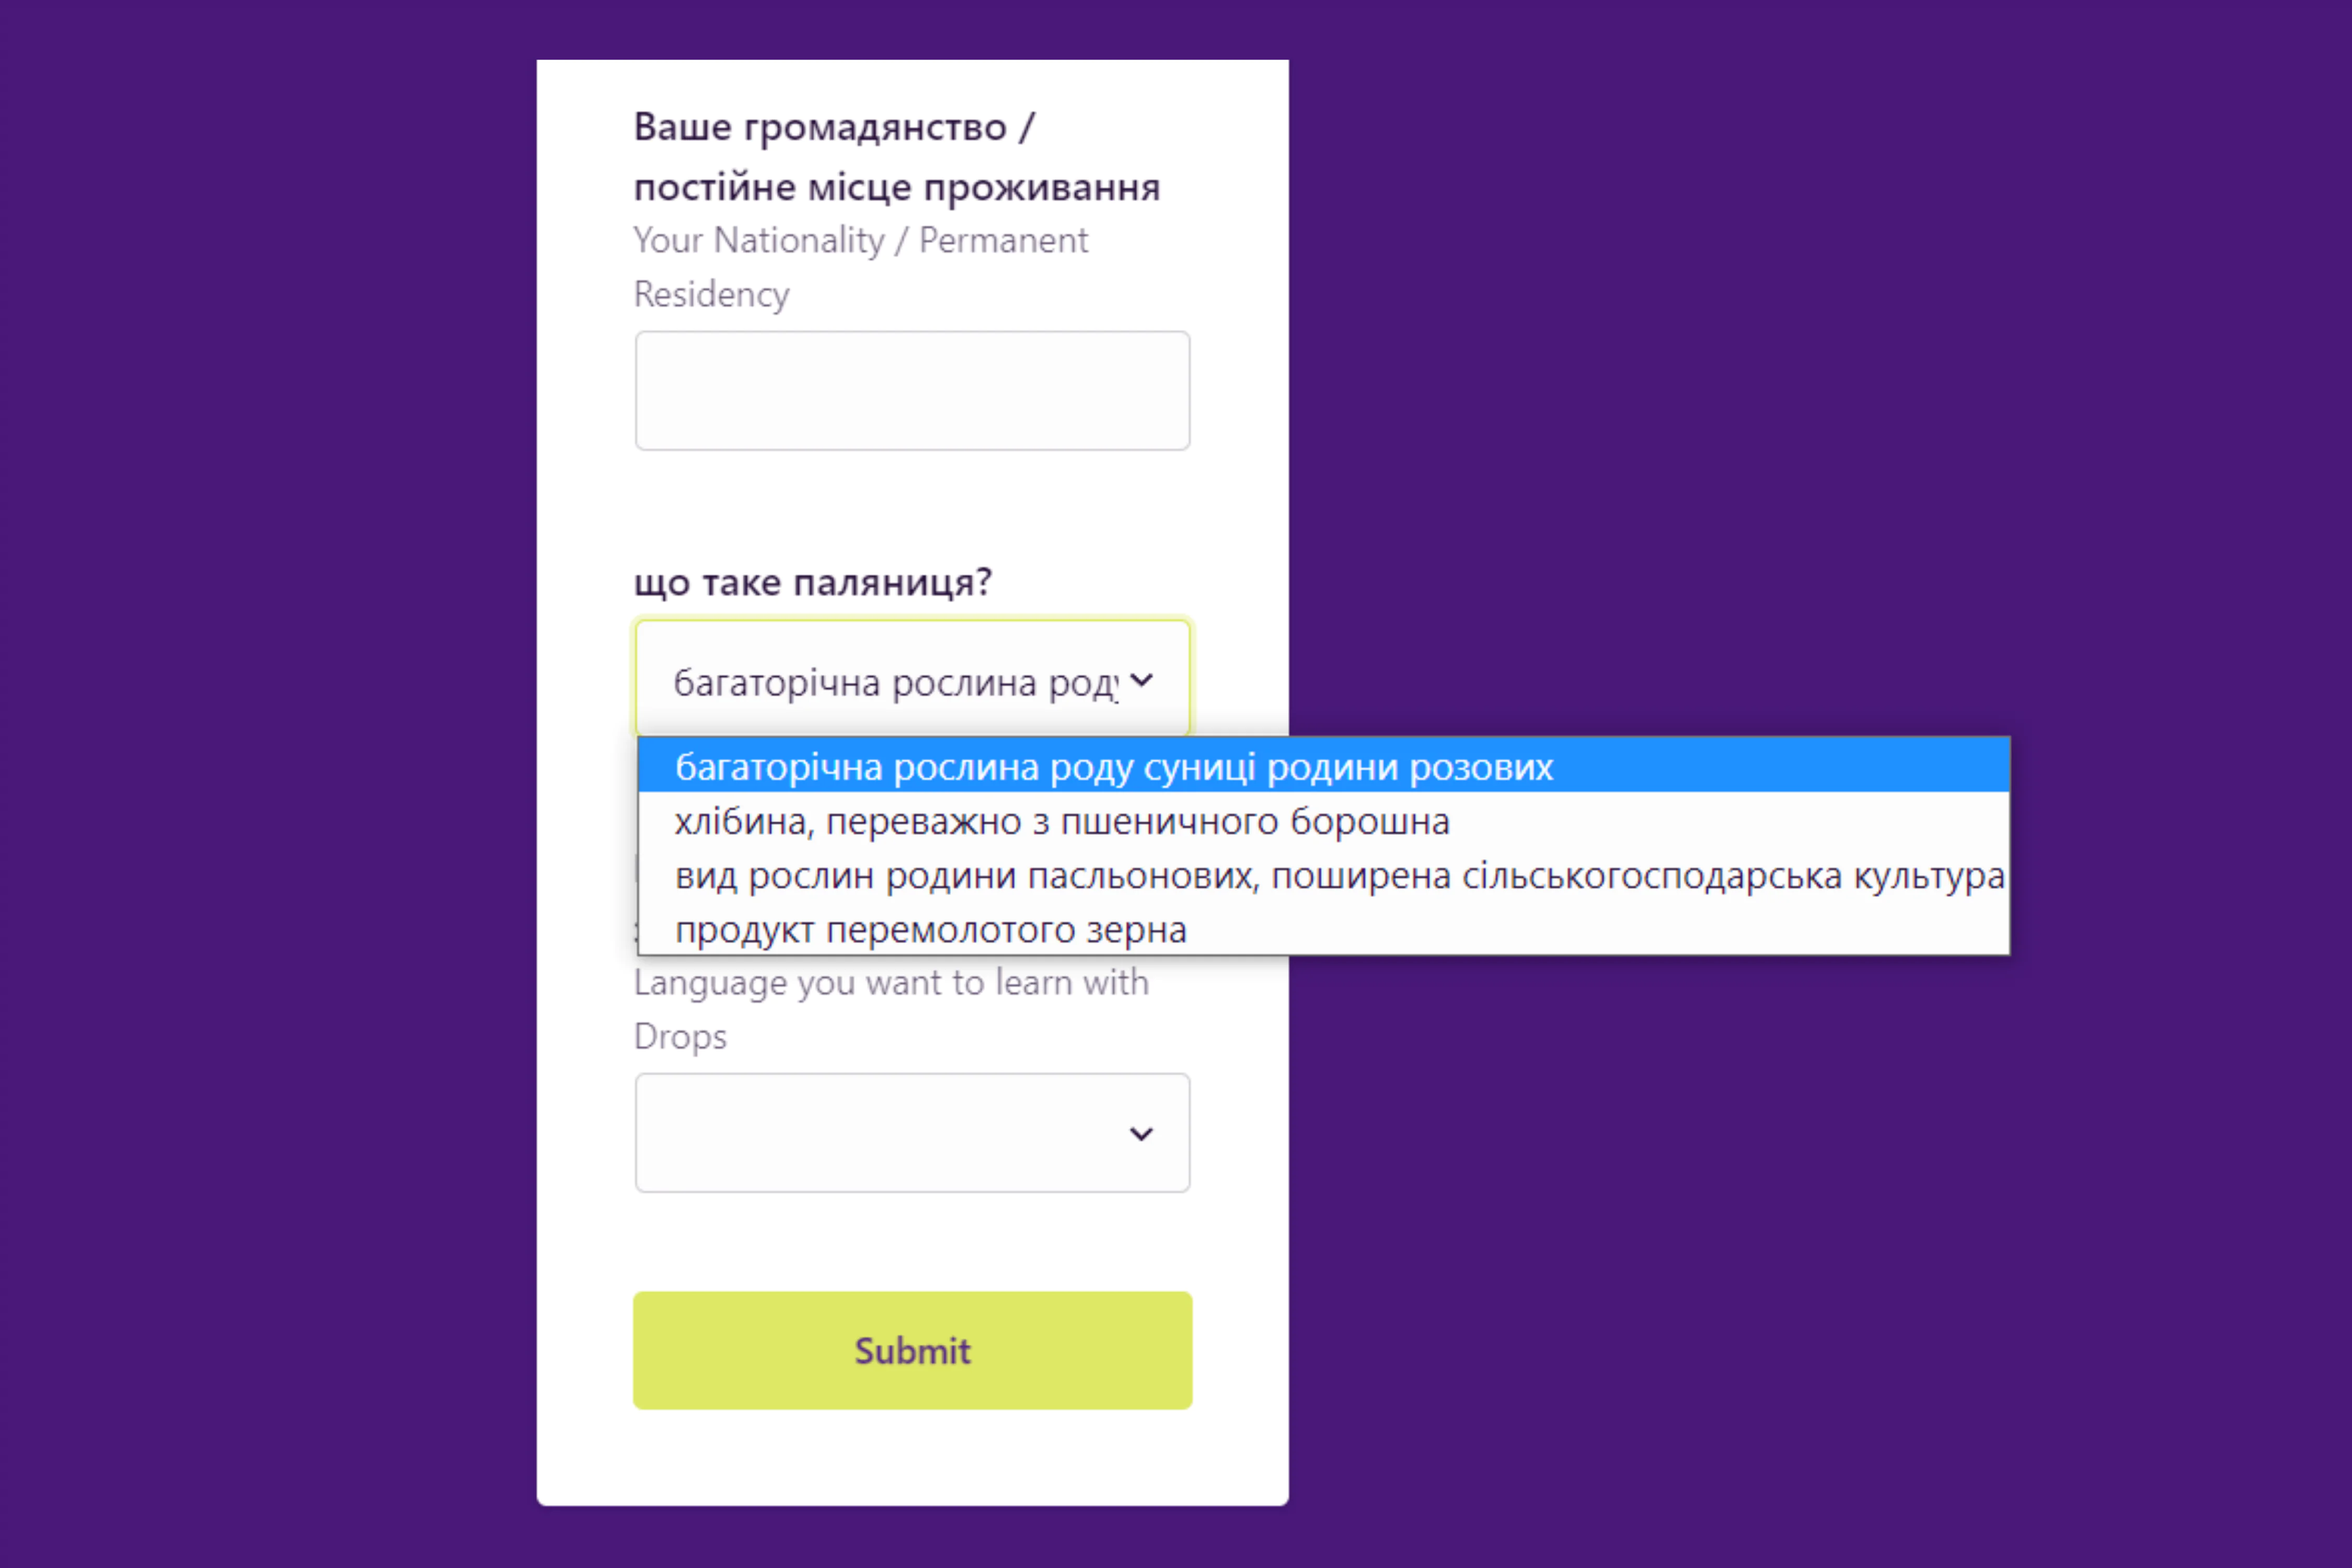 Ваше громадянство /
постійне місце проживання
Your Nationality / Permanent
Residency
що таке паляниця?
багаторічна рослина роду
багаторічна рослина роду суниці родини розових
хлібина, переважно з пшеничного борошна
вид рослин родини пасльонових, поширена сільськогосподарська культура
продукт перемолотого зерна
Language you want to learn with
Drops
Submit